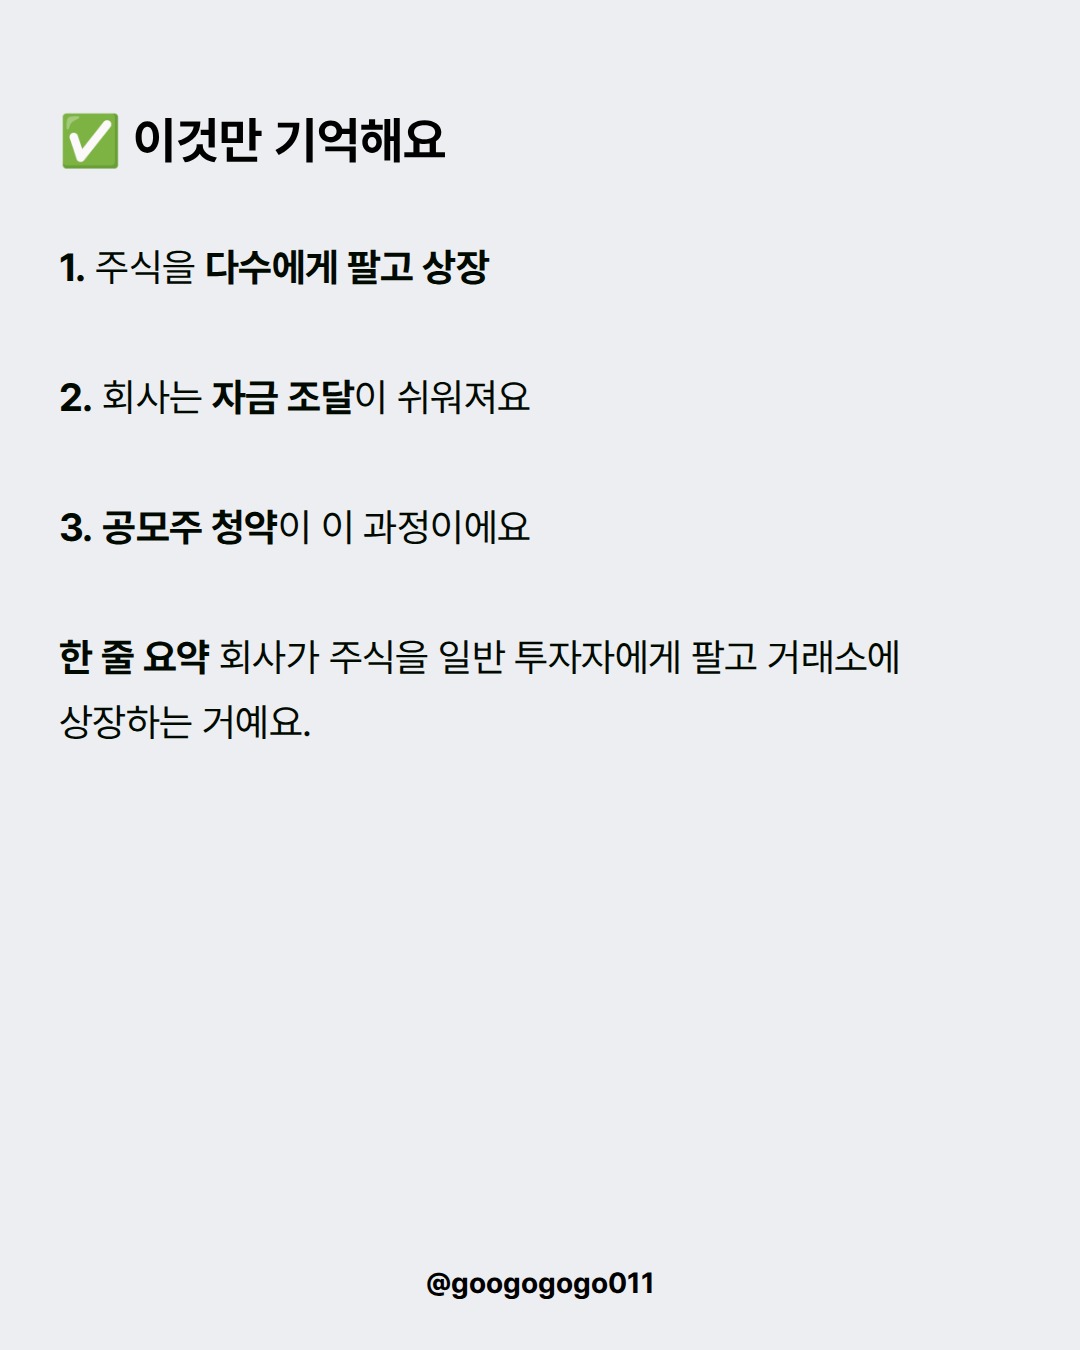 ✅ 이것만 기억해요
1. 주식을 다수에게 팔고 상장
2. 회사는 자금 조달이 쉬워져요
3. 공모주 청약이 이 과정이에요
한 줄 요약 회사가 주식을 일반 투자자에게 팔고 거래소에
상장하는 거예요.
@googogogo011